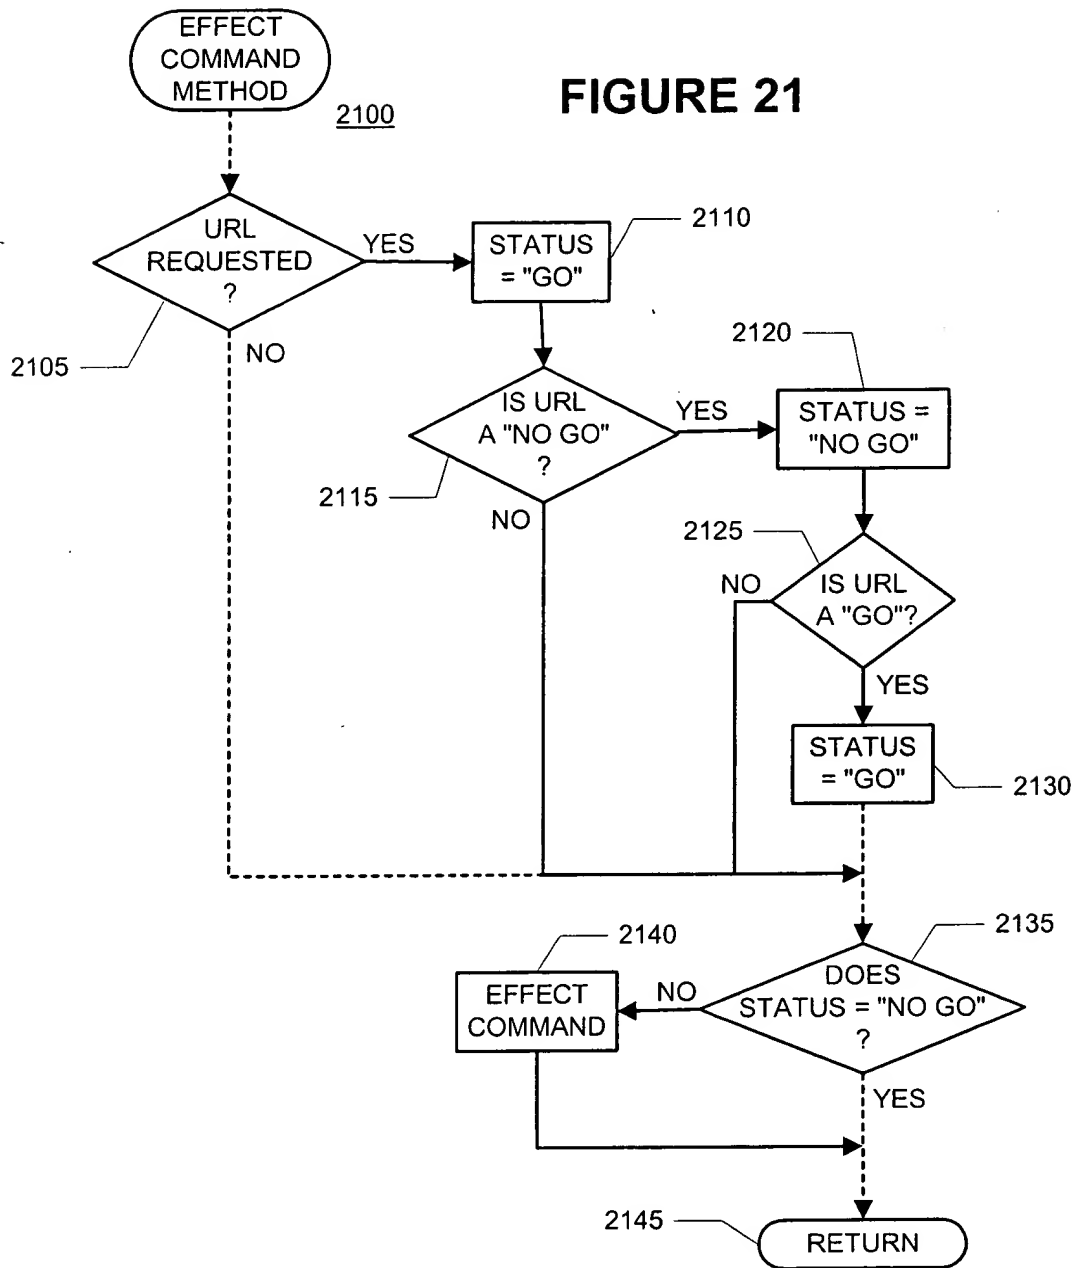 EFFECT
COMMAND
METHOD
FIGURE 21
2100
URL
REQUESTED
?
YES
NO
2105
STATUS
= "GO"
2110
IS URL
A "NO GO"
?
YES
NO
2115
2120
STATUS =
"NO GO"
2125
IS URL
A "GO"?
NO
YES
STATUS
= "GO"
2130
2135
DOES
STATUS = "NO GO"
?
NO
YES
2140
EFFECT
COMMAND
2145
RETURN